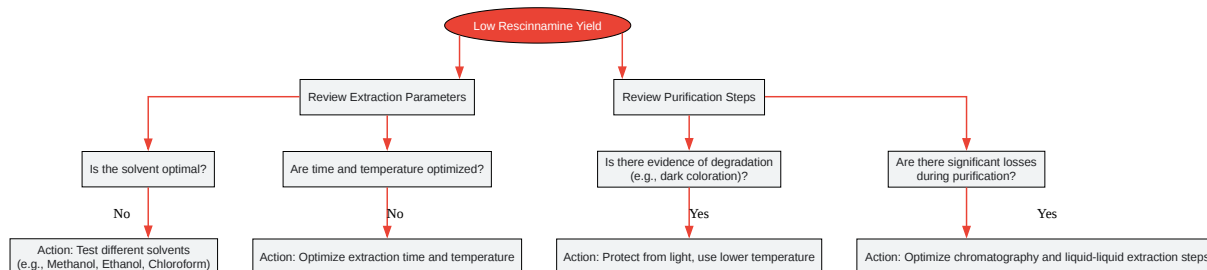 Low Rescinnamine Yield
Review Extraction Parameters
Review Purification Steps
Is the solvent optimal?
Are time and temperature optimized?
Is there evidence of degradation
(e.g., dark coloration)?
Are there significant losses
during purification?
No
No
Yes
Yes
Action: Test different solvents
(e.g., Methanol, Ethanol, Chloroform)
Action: Optimize extraction time and temperature
Action: Protect from light, use lower temperature
Action: Optimize chromatography and liquid-liquid extraction steps